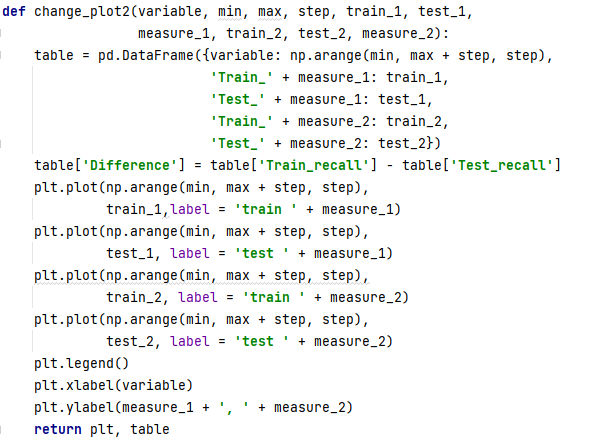 def change_plot2(variable, min, max, step, train_1, test_1,
                 measure_1, train_2, test_2, measure_2):
    table = pd.DataFrame({variable: np.arange(min, max + step, step),
                          'Train_' + measure_1: train_1,
                          'Test_' + measure_1: test_1,
                          'Train_' + measure_2: train_2,
                          'Test_' + measure_2: test_2})
    table['Difference'] = table['Train_recall'] - table['Test_recall']
    plt.plot(np.arange(min, max + step, step),
             train_1,label = 'train ' + measure_1)
    plt.plot(np.arange(min, max + step, step),
             test_1, label = 'test ' + measure_1)
    plt.plot(np.arange(min, max + step, step),
             train_2, label = 'train ' + measure_2)
    plt.plot(np.arange(min, max + step, step),
             test_2, label = 'test ' + measure_2)
    plt.legend()
    plt.xlabel(variable)
    plt.ylabel(measure_1 + ', ' + measure_2)
    return plt, table